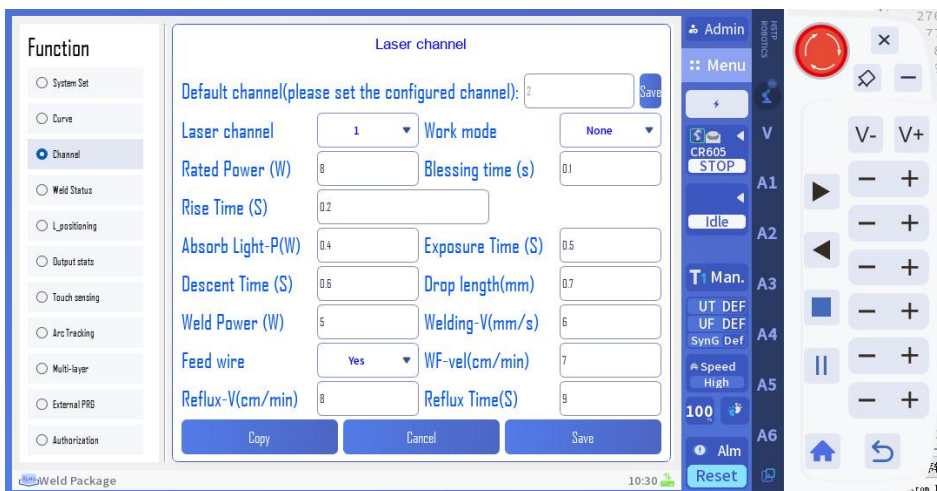 Function
System Set
Curve
Channel
Weld Status
L_positioning
Output stats
Touch sensing
Arc Tracking
Multi-layer
External PRG
Authorization
Laser channel
Default channel(please set the configured channel): 2 Save
Laser channel 1 Work mode None
Rated Power (W) 8 Blessing time (s) 0.1
Rise Time (S) 0.2
Absorb Light-P(W) 0.4 Exposure Time (S) 0.5
Descent Time (S) 0.6 Drop length(mm) 0.7
Weld Power (W) 5 Welding-V(mm/s) 6
Feed wire Yes WF-vel(cm/min) 7
Reflux-V(cm/min) 8 Reflux Time(S) 9
Copy Cancel Save
Weld Package 10:30
Admin
Menu
CR605
STOP
Idle
T1 Man.
UT DEF
UF DEF
SynG Def
Speed
High
100 %
Alm
Reset
HSTP
ROBOTICS
V
A1
A2
A3
A4
A5
A6
V- V+
- +
- +
- +
- +
- +
- +